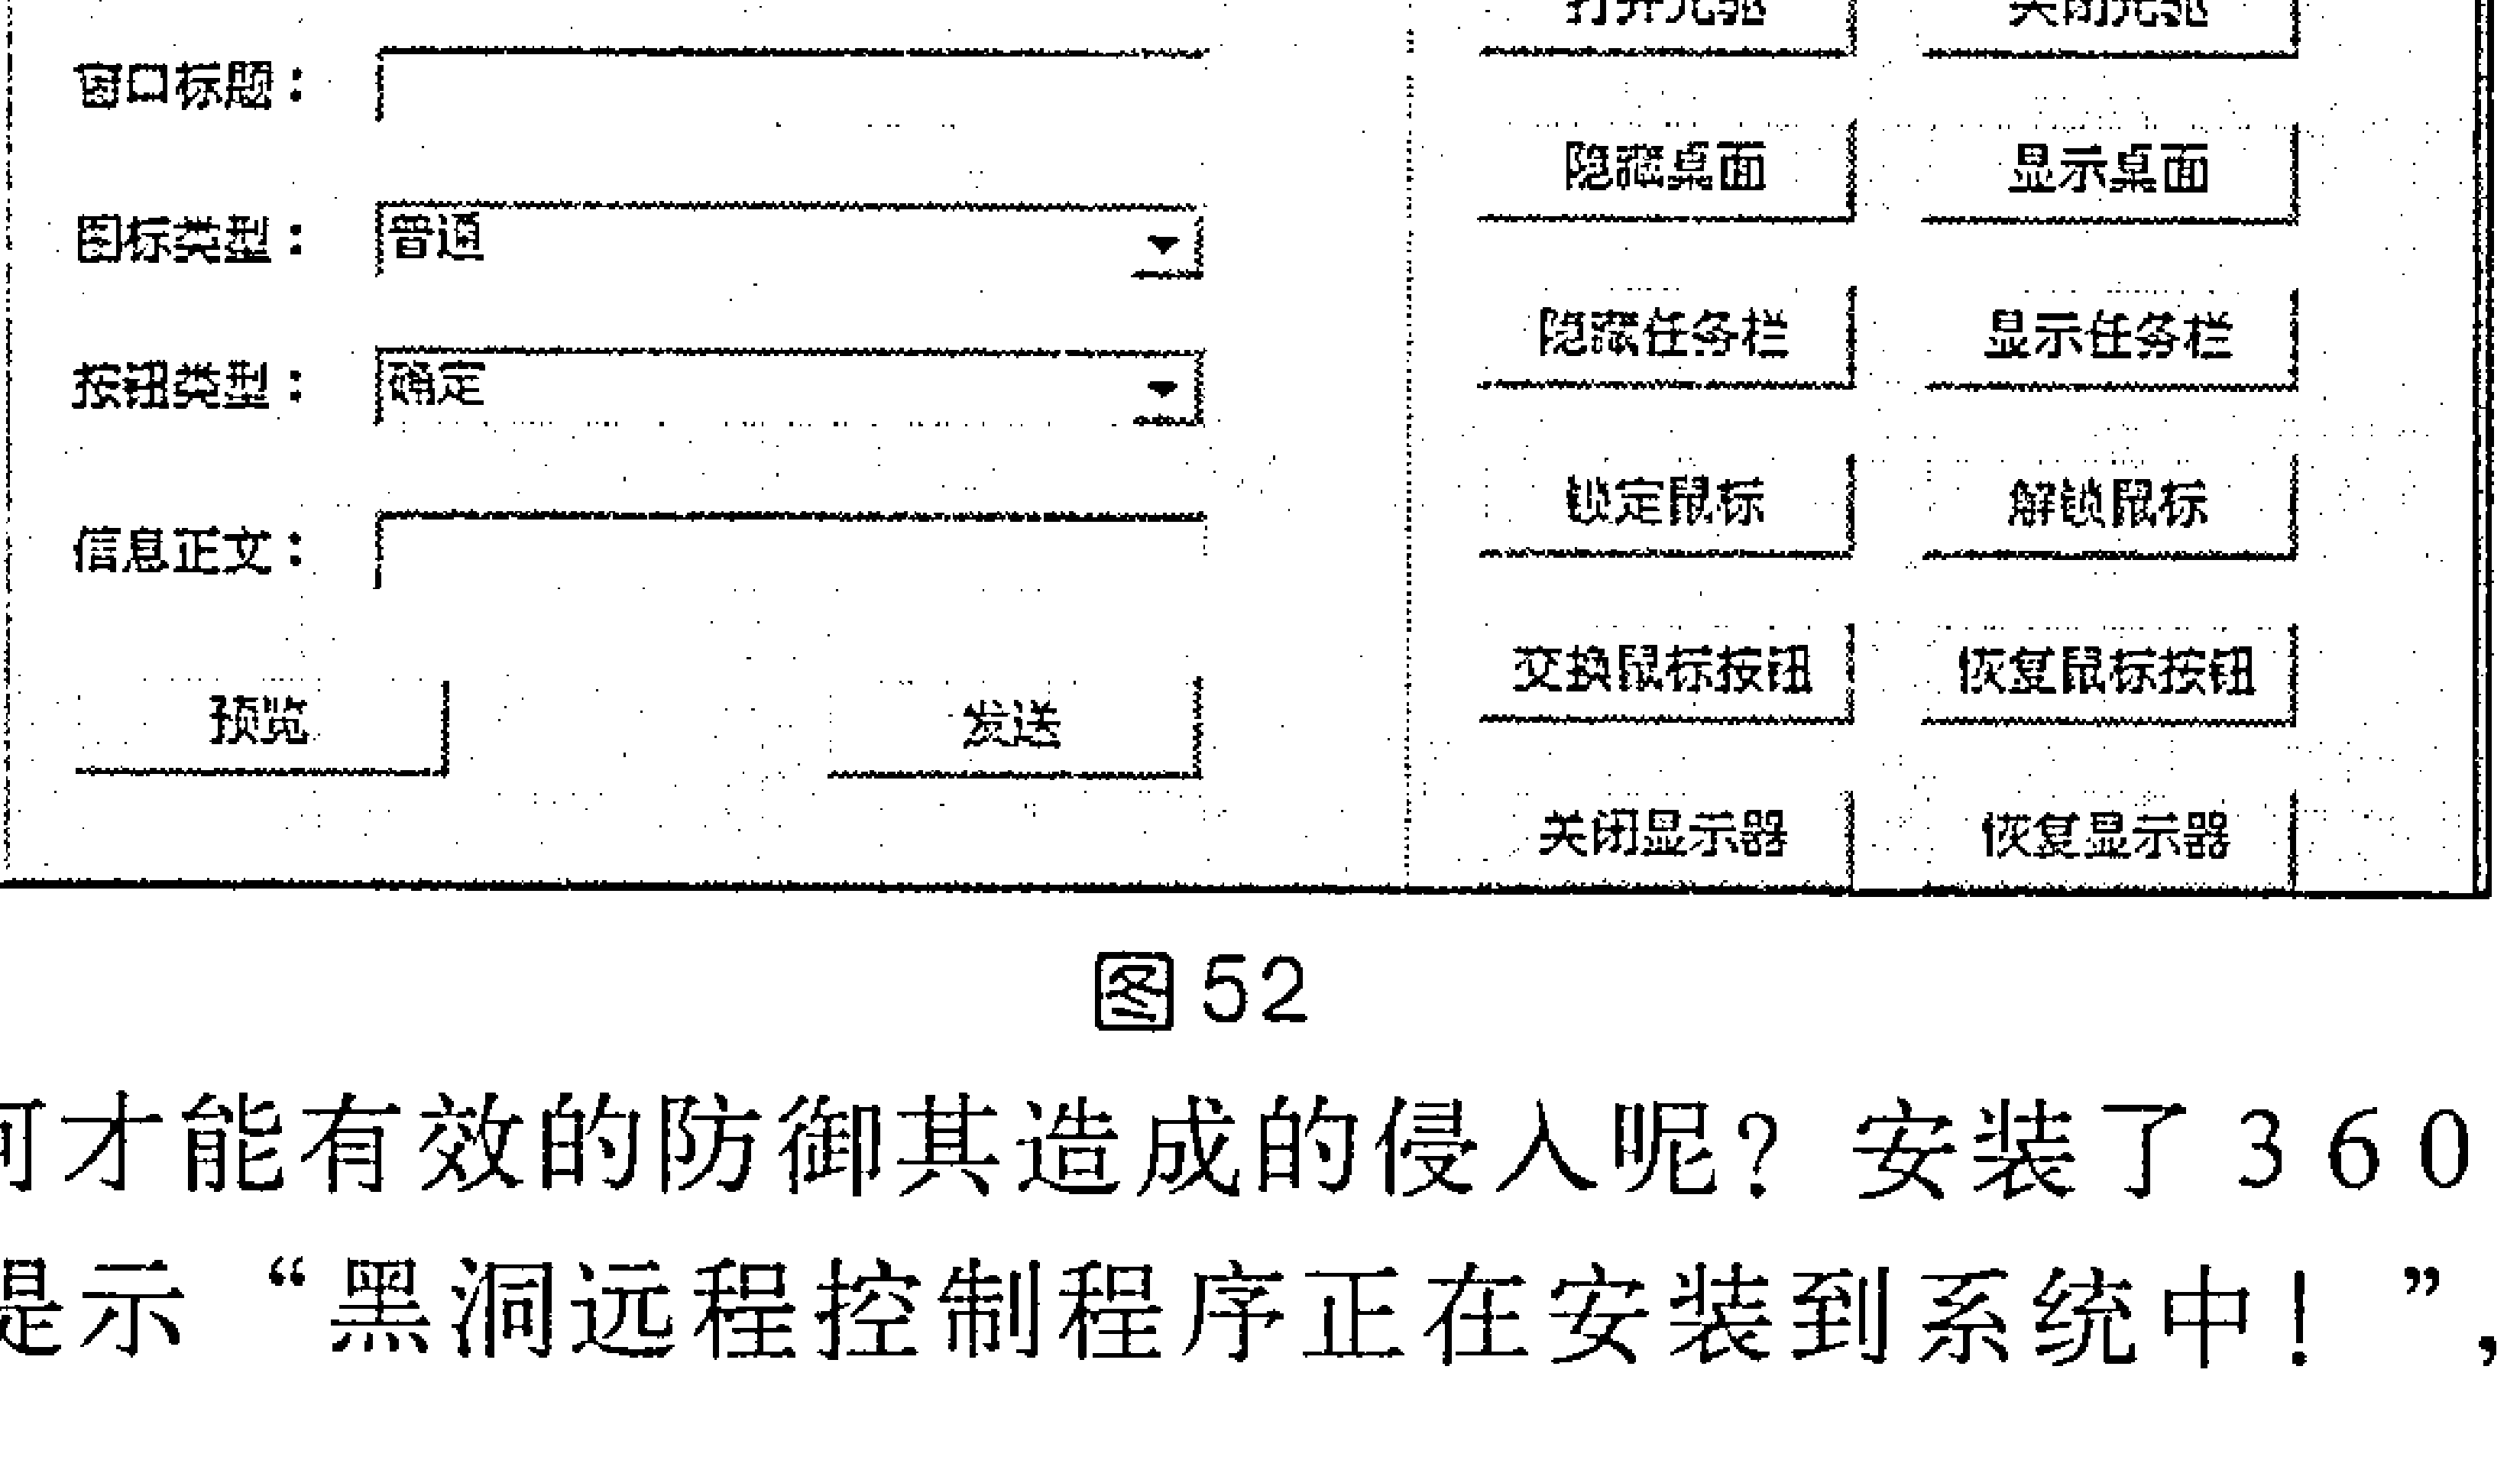 打开光驱 关闭光驱
窗口标题：
隐藏桌面 显示桌面
图标类型： 普通
隐藏任务栏 显示任务栏
按钮类型： 确定
锁定鼠标 解锁鼠标
信息正文：
交换鼠标按钮 恢复鼠标按钮
预览 发送
关闭显示器 恢复显示器
图52
何才能有效的防御其造成的侵入呢？安装了360
是示“黑洞远程控制程序正在安装到系统中！”，